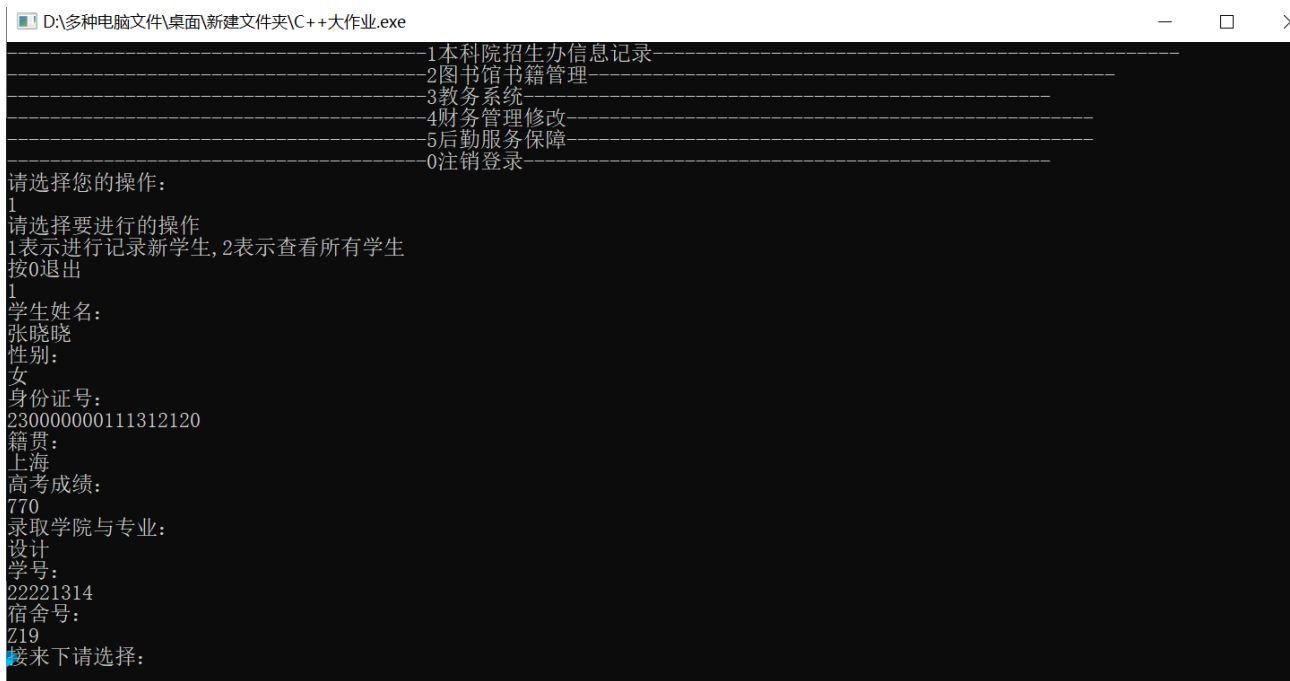 D:\多种电脑文件\桌面\新建文件夹\C++大作业.exe
---------------------------------------1本科院招生办信息记录-------------------------------------------------
---------------------------------------2图书馆书籍管理-------------------------------------------------
---------------------------------------3教务系统-------------------------------------------------
---------------------------------------4财务管理修改-------------------------------------------------
---------------------------------------5后勤服务保障-------------------------------------------------
---------------------------------------0注销登录-------------------------------------------------
请选择您的操作：
1
请选择要进行的操作
1表示进行记录新学生,2表示查看所有学生
按0退出
1
学生姓名：
张晓晓
性别：
女
身份证号：
230000000111312120
籍贯：
上海
高考成绩：
770
录取学院与专业：
设计
学号：
22221314
宿舍号：
Z19
接来下请选择：